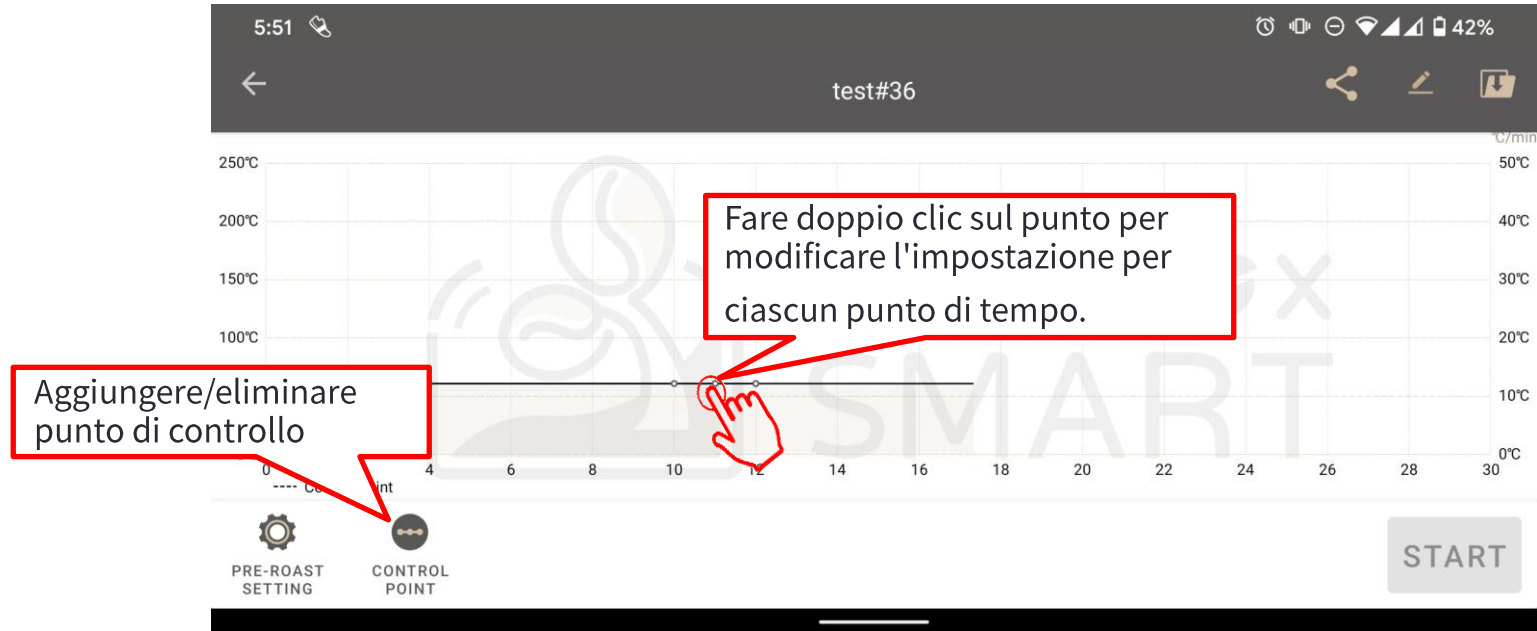 5:51
42%
test#36
°C/min
250°C
50°C
200°C
40°C
150°C
30°C
100°C
20°C
10°C
0°C
Fare doppio clic sul punto per
modificare l'impostazione per
ciascun punto di tempo.
Aggiungere/eliminare
punto di controllo
SMART
0 4 6 8 10 12 14 16 18 20 22 24 26 28 30
PRE-ROAST
SETTING
CONTROL
POINT
START